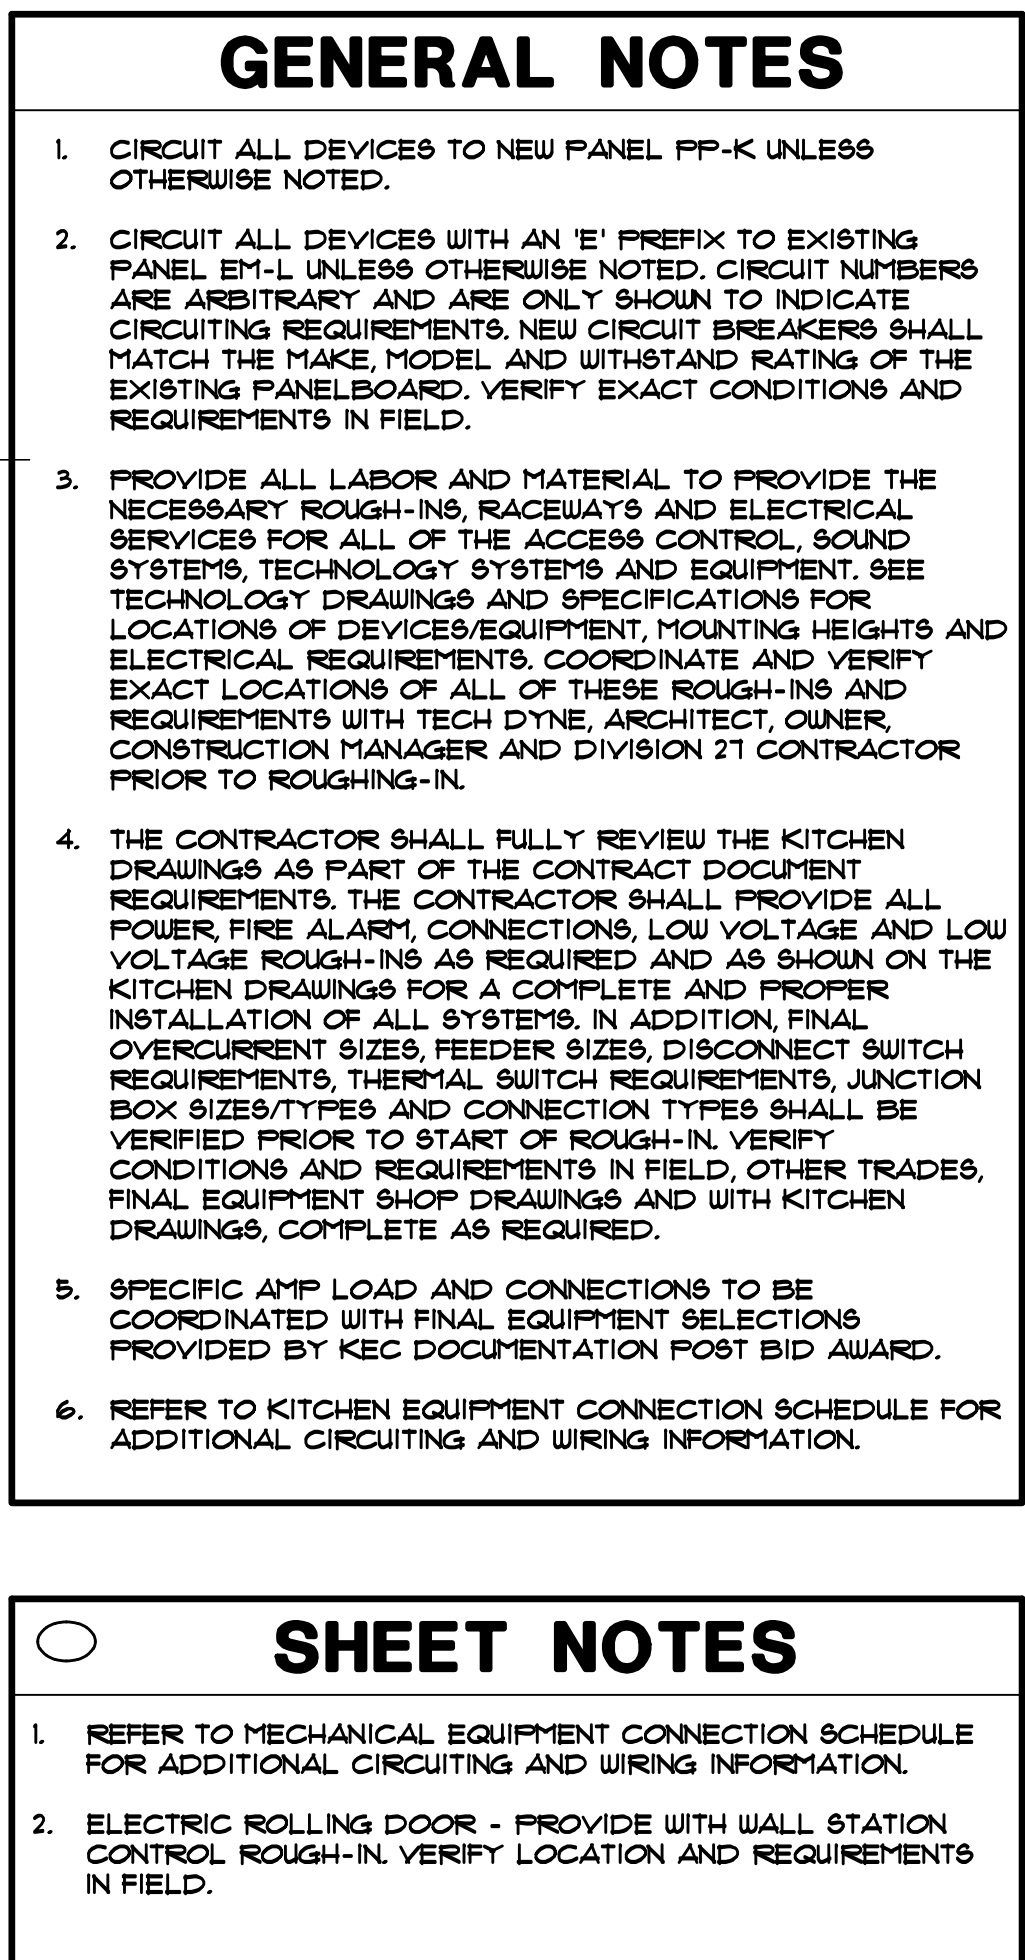 GENERAL NOTES
1. CIRCUIT ALL DEVICES TO NEW PANEL PP-K UNLESS
OTHERWISE NOTED.
2. CIRCUIT ALL DEVICES WITH AN 'E' PREFIX TO EXISTING
PANEL EM-L UNLESS OTHERWISE NOTED. CIRCUIT NUMBERS
ARE ARBITRARY AND ARE ONLY SHOWN TO INDICATE
CIRCUITING REQUIREMENTS. NEW CIRCUIT BREAKERS SHALL
MATCH THE MAKE, MODEL AND WITHSTAND RATING OF THE
EXISTING PANELBOARD. VERIFY EXACT CONDITIONS AND
REQUIREMENTS IN FIELD.
3. PROVIDE ALL LABOR AND MATERIAL TO PROVIDE THE
NECESSARY ROUGH-INS, RACEWAYS AND ELECTRICAL
SERVICES FOR ALL OF THE ACCESS CONTROL, SOUND
SYSTEMS, TECHNOLOGY SYSTEMS AND EQUIPMENT. SEE
TECHNOLOGY DRAWINGS AND SPECIFICATIONS FOR
LOCATIONS OF DEVICES/EQUIPMENT, MOUNTING HEIGHTS AND
ELECTRICAL REQUIREMENTS. COORDINATE AND VERIFY
EXACT LOCATIONS OF ALL OF THESE ROUGH-INS AND
REQUIREMENTS WITH TECH DYNE, ARCHITECT, OWNER,
CONSTRUCTION MANAGER AND DIVISION 27 CONTRACTOR
PRIOR TO ROUGHING-IN.
4. THE CONTRACTOR SHALL FULLY REVIEW THE KITCHEN
DRAWINGS AS PART OF THE CONTRACT DOCUMENT
REQUIREMENTS. THE CONTRACTOR SHALL PROVIDE ALL
POWER, FIRE ALARM, CONNECTIONS, LOW VOLTAGE AND LOW
VOLTAGE ROUGH-INS AS REQUIRED AND AS SHOWN ON THE
KITCHEN DRAWINGS FOR A COMPLETE AND PROPER
INSTALLATION OF ALL SYSTEMS. IN ADDITION, FINAL
OVERCURRENT SIZES, FEEDER SIZES, DISCONNECT SWITCH
REQUIREMENTS, THERMAL SWITCH REQUIREMENTS, JUNCTION
BOX SIZES/TYPES AND CONNECTION TYPES SHALL BE
VERIFIED PRIOR TO START OF ROUGH-IN. VERIFY
CONDITIONS AND REQUIREMENTS IN FIELD, OTHER TRADES,
FINAL EQUIPMENT SHOP DRAWINGS AND WITH KITCHEN
DRAWINGS, COMPLETE AS REQUIRED.
5. SPECIFIC AMP LOAD AND CONNECTIONS TO BE
COORDINATED WITH FINAL EQUIPMENT SELECTIONS
PROVIDED BY KEC DOCUMENTATION POST BID AWARD.
6. REFER TO KITCHEN EQUIPMENT CONNECTION SCHEDULE FOR
ADDITIONAL CIRCUITING AND WIRING INFORMATION.
SHEET NOTES
1. REFER TO MECHANICAL EQUIPMENT CONNECTION SCHEDULE
FOR ADDITIONAL CIRCUITING AND WIRING INFORMATION.
2. ELECTRIC ROLLING DOOR - PROVIDE WITH WALL STATION
CONTROL ROUGH-IN. VERIFY LOCATION AND REQUIREMENTS
IN FIELD.